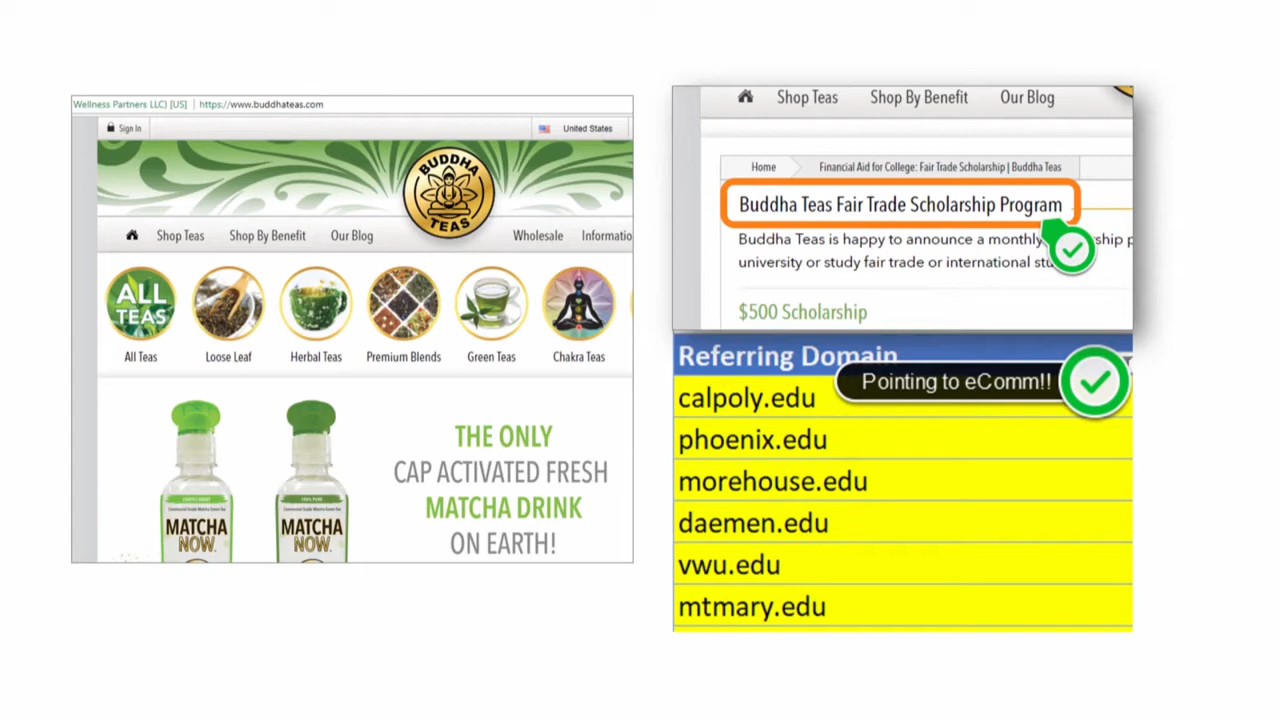 Wellness Partners LLC) [US] | https://www.buddhateas.com
Sign In
United States
BUDDHA
TEAS
Shop Teas
Shop By Benefit
Our Blog
Wholesale
Informatio
ALL
TEAS
All Teas
Loose Leaf
Herbal Teas
Premium Blends
Green Teas
Chakra Teas
THE ONLY
CAP ACTIVATED FRESH
MATCHA DRINK
ON EARTH!
MATCHA
NOW.
MATCHA
NOW.
Shop Teas
Shop By Benefit
Our Blog
Home
Financial Aid for College: Fair Trade Scholarship | Buddha Teas
Buddha Teas Fair Trade Scholarship Program
Buddha Teas is happy to announce a monthly ship p
university or study fair trade or international stu
$500 Scholarship
Referring Domain
Pointing to eComm!!
calpoly.edu
phoenix.edu
morehouse.edu
daemen.edu
vwu.edu
mtmary.edu